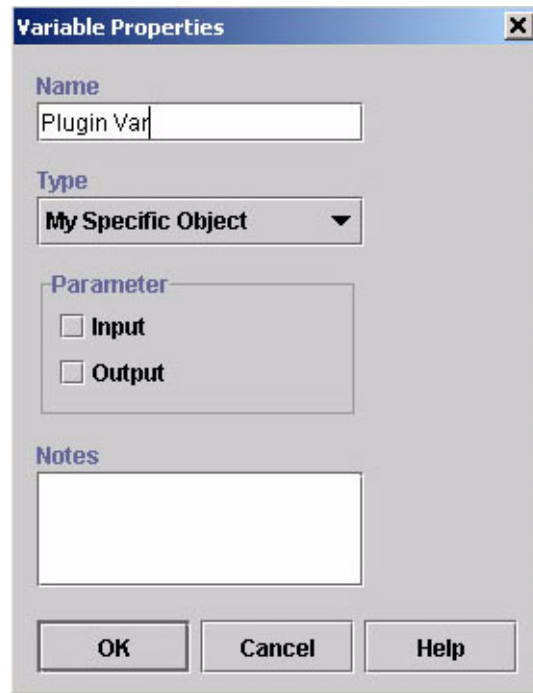 Variable Properties
Name
Plugin Var
Type
My Specific Object
Parameter
Input
Output
Notes
OK Cancel Help